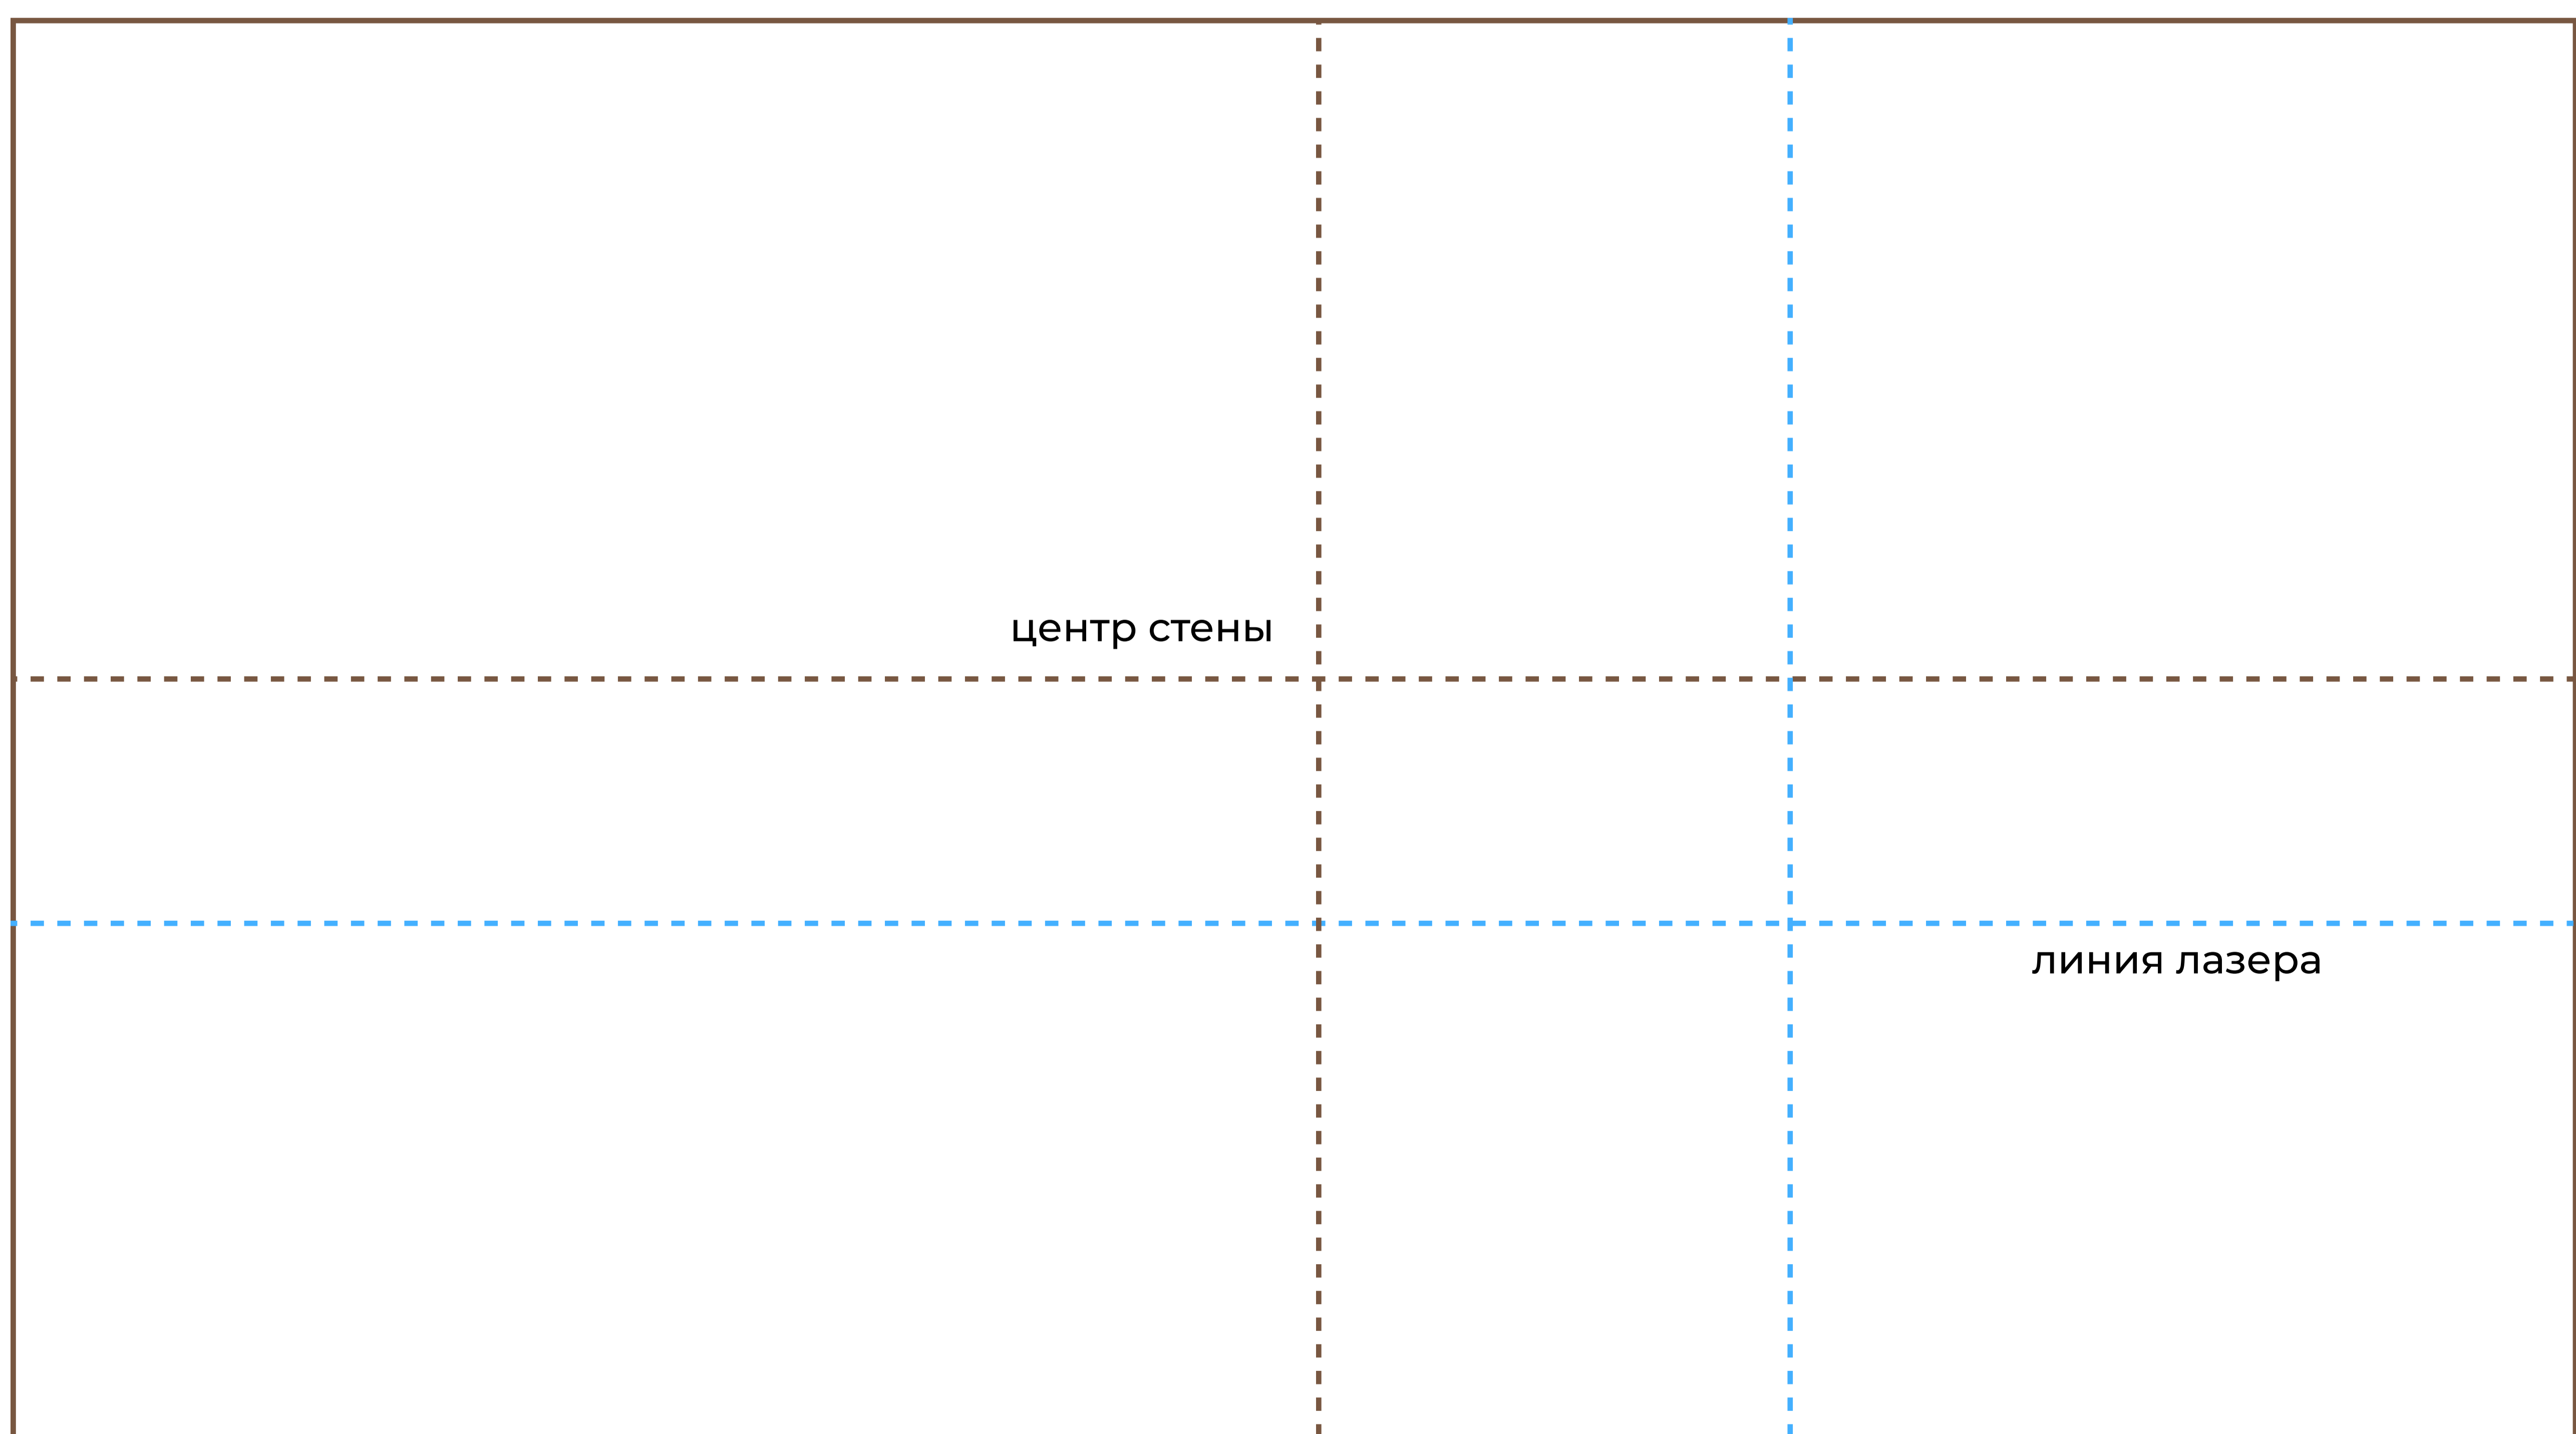 центр стены
линия лазера